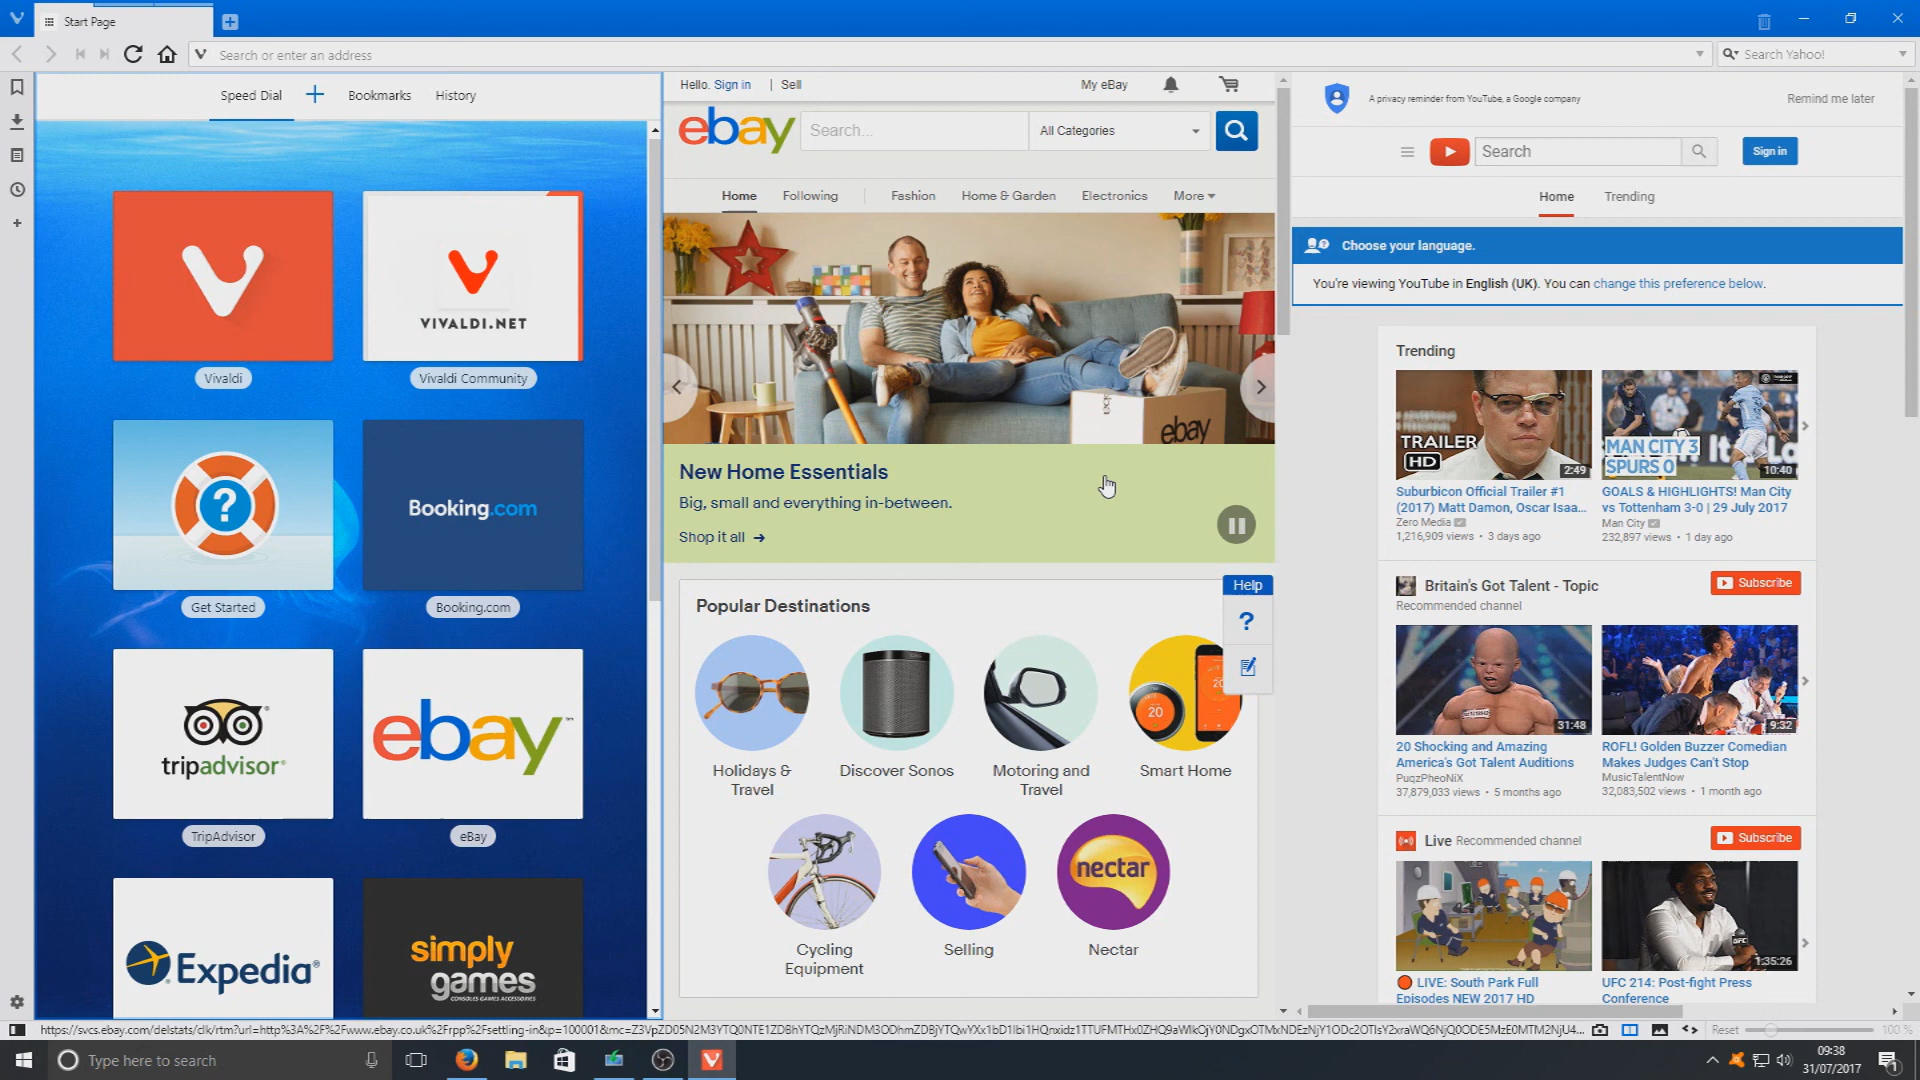 Start Page
Search or enter an address
Search Yahoo!
Speed Dial
Bookmarks
History
Vivaldi
VIVALDI.NET
Vivaldi Community
Get Started
Booking.com
Booking.com
tripadvisor
TripAdvisor
ebay
eBay
Expedia
simply
games
CONSOLES GAMES ACCESSORIES
Hello. Sign in | Sell
My eBay
ebay
Search...
All Categories
Home
Following
Fashion
Home & Garden
Electronics
More
ebay
New Home Essentials
Big, small and everything in-between.
Shop it all
Help
?
Popular Destinations
20
Holidays &
Travel
Discover Sonos
Motoring and
Travel
Smart Home
nectar
Cycling
Equipment
Selling
Nectar
A privacy reminder from YouTube, a Google company
Remind me later
Search
Sign in
Home
Trending
Choose your language.
You're viewing YouTube in English (UK). You can change this preference below.
Trending
TRAILER
HD
2:49
MAN CITY 3
SPURS 0
10:40
Suburbicon Official Trailer #1
(2017) Matt Damon, Oscar Isaa...
Zero Media
1,216,909 views • 3 days ago
GOALS & HIGHLIGHTS! Man City
vs Tottenham 3-0 | 29 July 2017
Man City
232,897 views • 1 day ago
Britain's Got Talent - Topic
Recommended channel
Subscribe
31:48
9:32
20 Shocking and Amazing
America's Got Talent Auditions
PuqzPheoNiX
37,879,033 views • 5 months ago
ROFL! Golden Buzzer Comedian
Makes Judges Can't Stop
MusicTalentNow
32,083,502 views • 1 month ago
Live Recommended channel
Subscribe
UFC
1:35:26
LIVE: South Park Full
Episodes NEW 2017 HD
UFC 214: Post-fight Press
Conference
Reset
100 %
Type here to search
09:38
31/07/2017
1